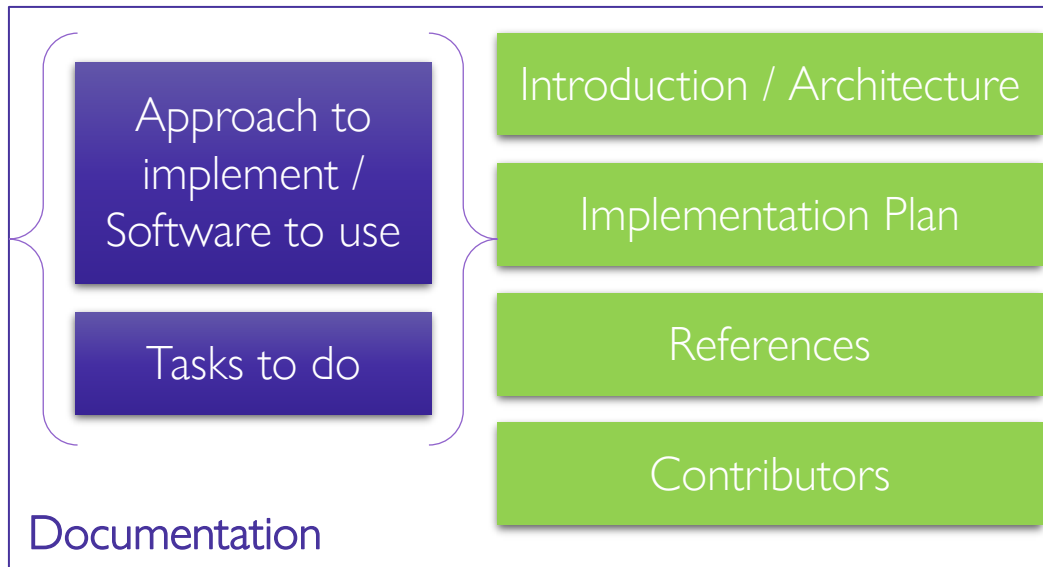 Approach to
implement /
Software to use
Tasks to do
Introduction / Architecture
Implementation Plan
References
Contributors
Documentation